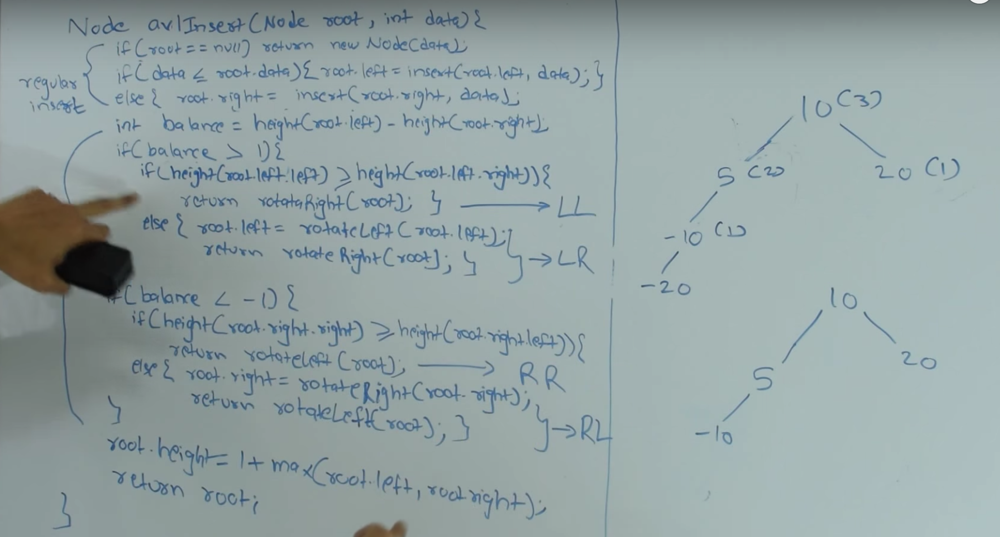 Node avlInsert(Node root, int data){
if(root == null) return new Node(data);
if(data ≤ root.data){ root.left = insert(root.left, data); }
else{ root.right = insert(root.right, data);
regular
insert
int balance = height(root.left) - height(root.right);
if(balance > 1){
if(height(root.left.left) ≥ height(root.left.right)){
return rotataRight(root); } → LL
else{ root.left = rotateLeft(root.left);
return rotateRight(root); } } → LR
if(balance < -1){
if(height(root.right.right) ≥ height(root.right.left)){
return rotateLeft(root); → RR
else{ root.right = rotateRight(root.right);
return rotateLeft(root); } } → RL
}
root.height = 1 + max(root.left, root.right);
return root;
}
10 (3)
5 (2) 20 (1)
-10 (1)
-20
10
5 20
-10